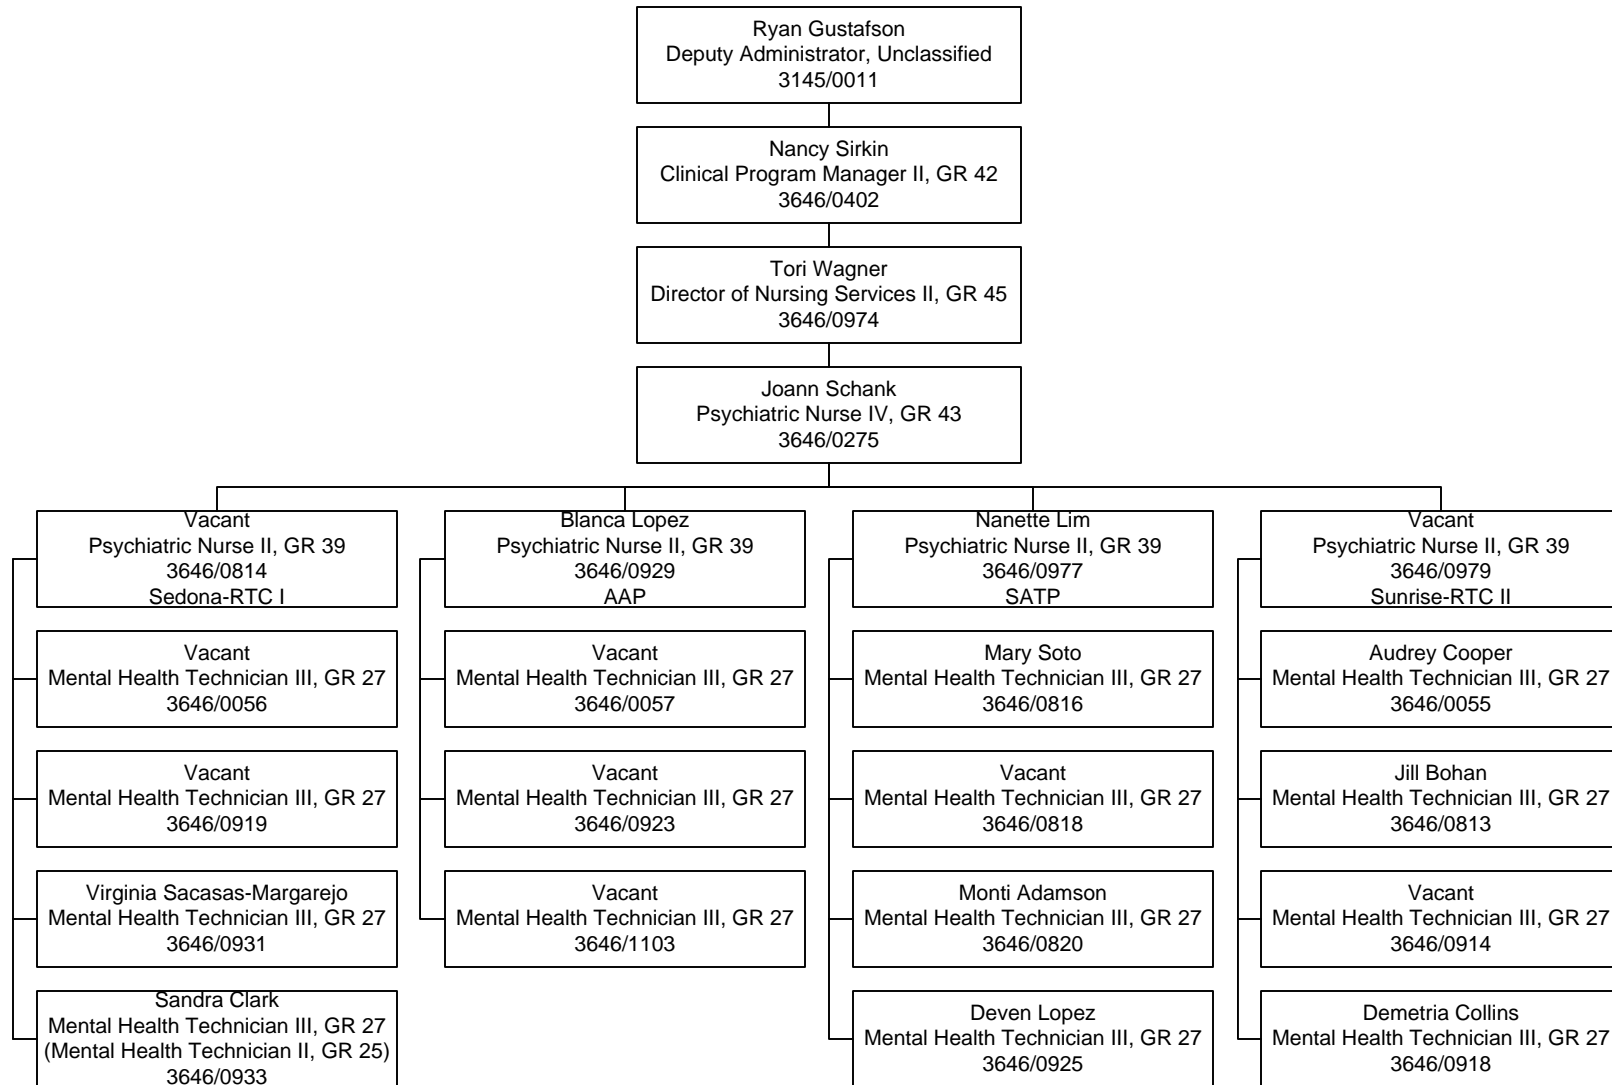 Ryan Gustafson
Deputy Administrator, Unclassified
3145/0011
Nancy Sirkin
Clinical Program Manager II, GR 42
3646/0402
Tori Wagner
Director of Nursing Services II, GR 45
3646/0974
Joann Schank
Psychiatric Nurse IV, GR 43
3646/0275
Vacant
Psychiatric Nurse II, GR 39
3646/0814
Sedona-RTC I
Vacant
Mental Health Technician III, GR 27
3646/0056
Vacant
Mental Health Technician III, GR 27
3646/0919
Virginia Sacasas-Margarejo
Mental Health Technician III, GR 27
3646/0931
Sandra Clark
Mental Health Technician III, GR 27
(Mental Health Technician II, GR 25)
3646/0933
Blanca Lopez
Psychiatric Nurse II, GR 39
3646/0929
AAP
Vacant
Mental Health Technician III, GR 27
3646/0057
Vacant
Mental Health Technician III, GR 27
3646/0923
Vacant
Mental Health Technician III, GR 27
3646/1103
Nanette Lim
Psychiatric Nurse II, GR 39
3646/0977
SATP
Mary Soto
Mental Health Technician III, GR 27
3646/0816
Vacant
Mental Health Technician III, GR 27
3646/0818
Monti Adamson
Mental Health Technician III, GR 27
3646/0820
Deven Lopez
Mental Health Technician III, GR 27
3646/0925
Vacant
Psychiatric Nurse II, GR 39
3646/0979
Sunrise-RTC II
Audrey Cooper
Mental Health Technician III, GR 27
3646/0055
Jill Bohan
Mental Health Technician III, GR 27
3646/0813
Vacant
Mental Health Technician III, GR 27
3646/0914
Demetria Collins
Mental Health Technician III, GR 27
3646/0918